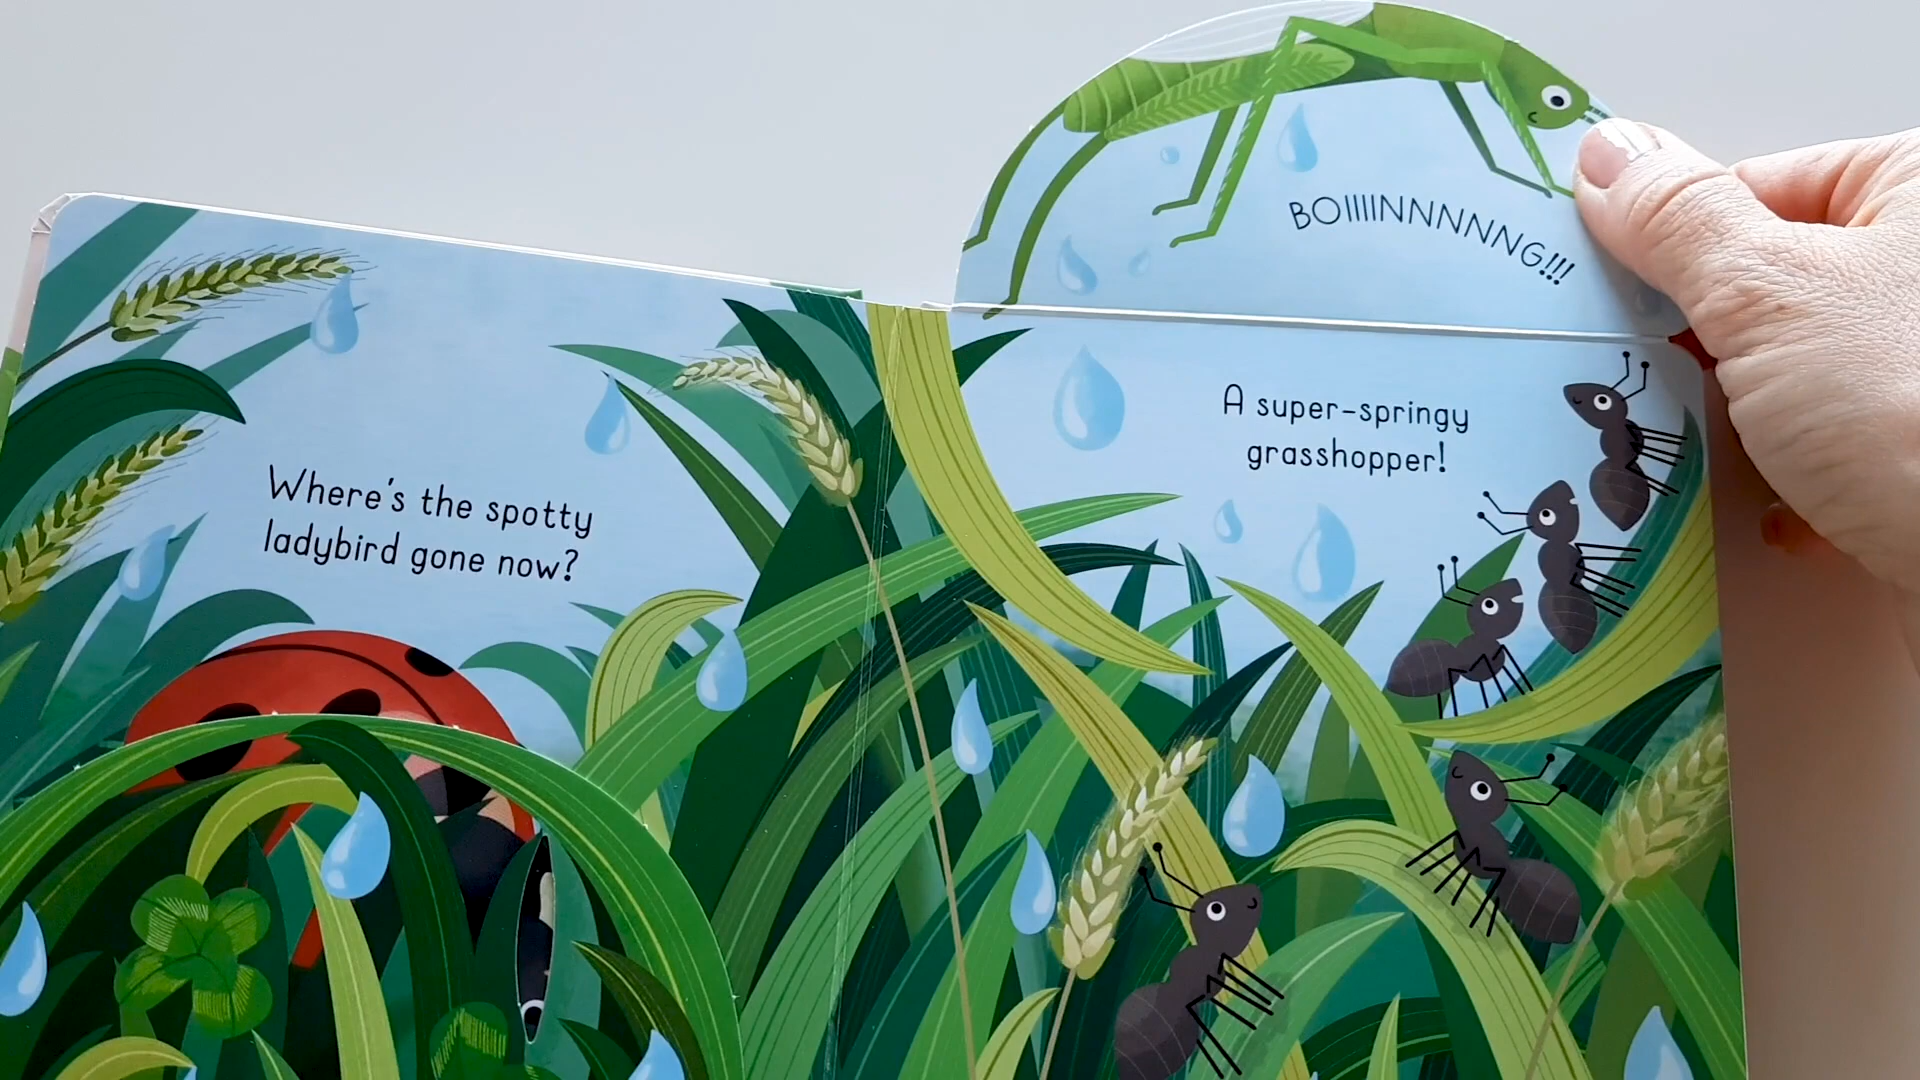 Where's the spotty
ladybird gone now?
BOIIIINNNNNG!!!
A super-springy
grasshopper!